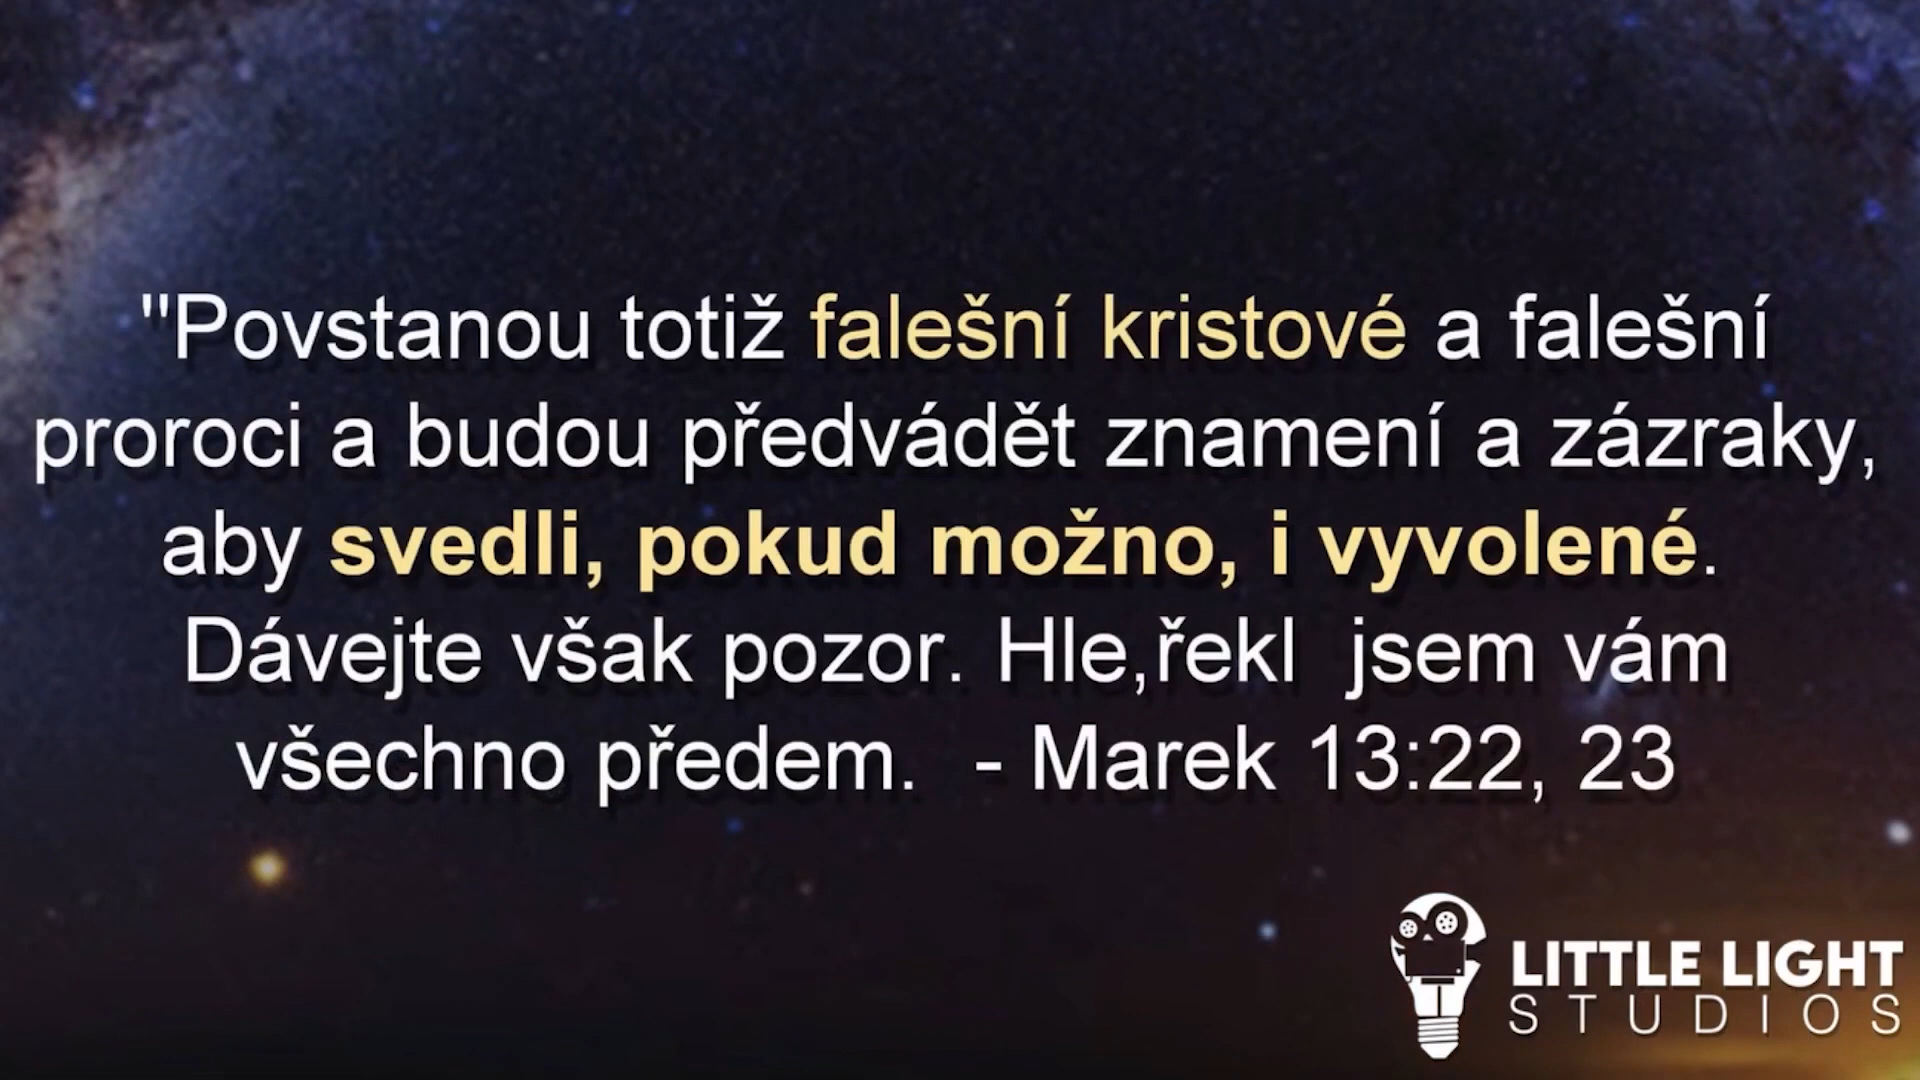 "Povstanou totiž falešní kristové a falešní
proroci a budou předvádět znamení a zázraky,
aby svedli, pokud možno, i vyvolené.
Dávejte však pozor. Hle,řekl  jsem vám
všechno předem.  - Marek 13:22, 23
LITTLE LIGHT
STUDIOS